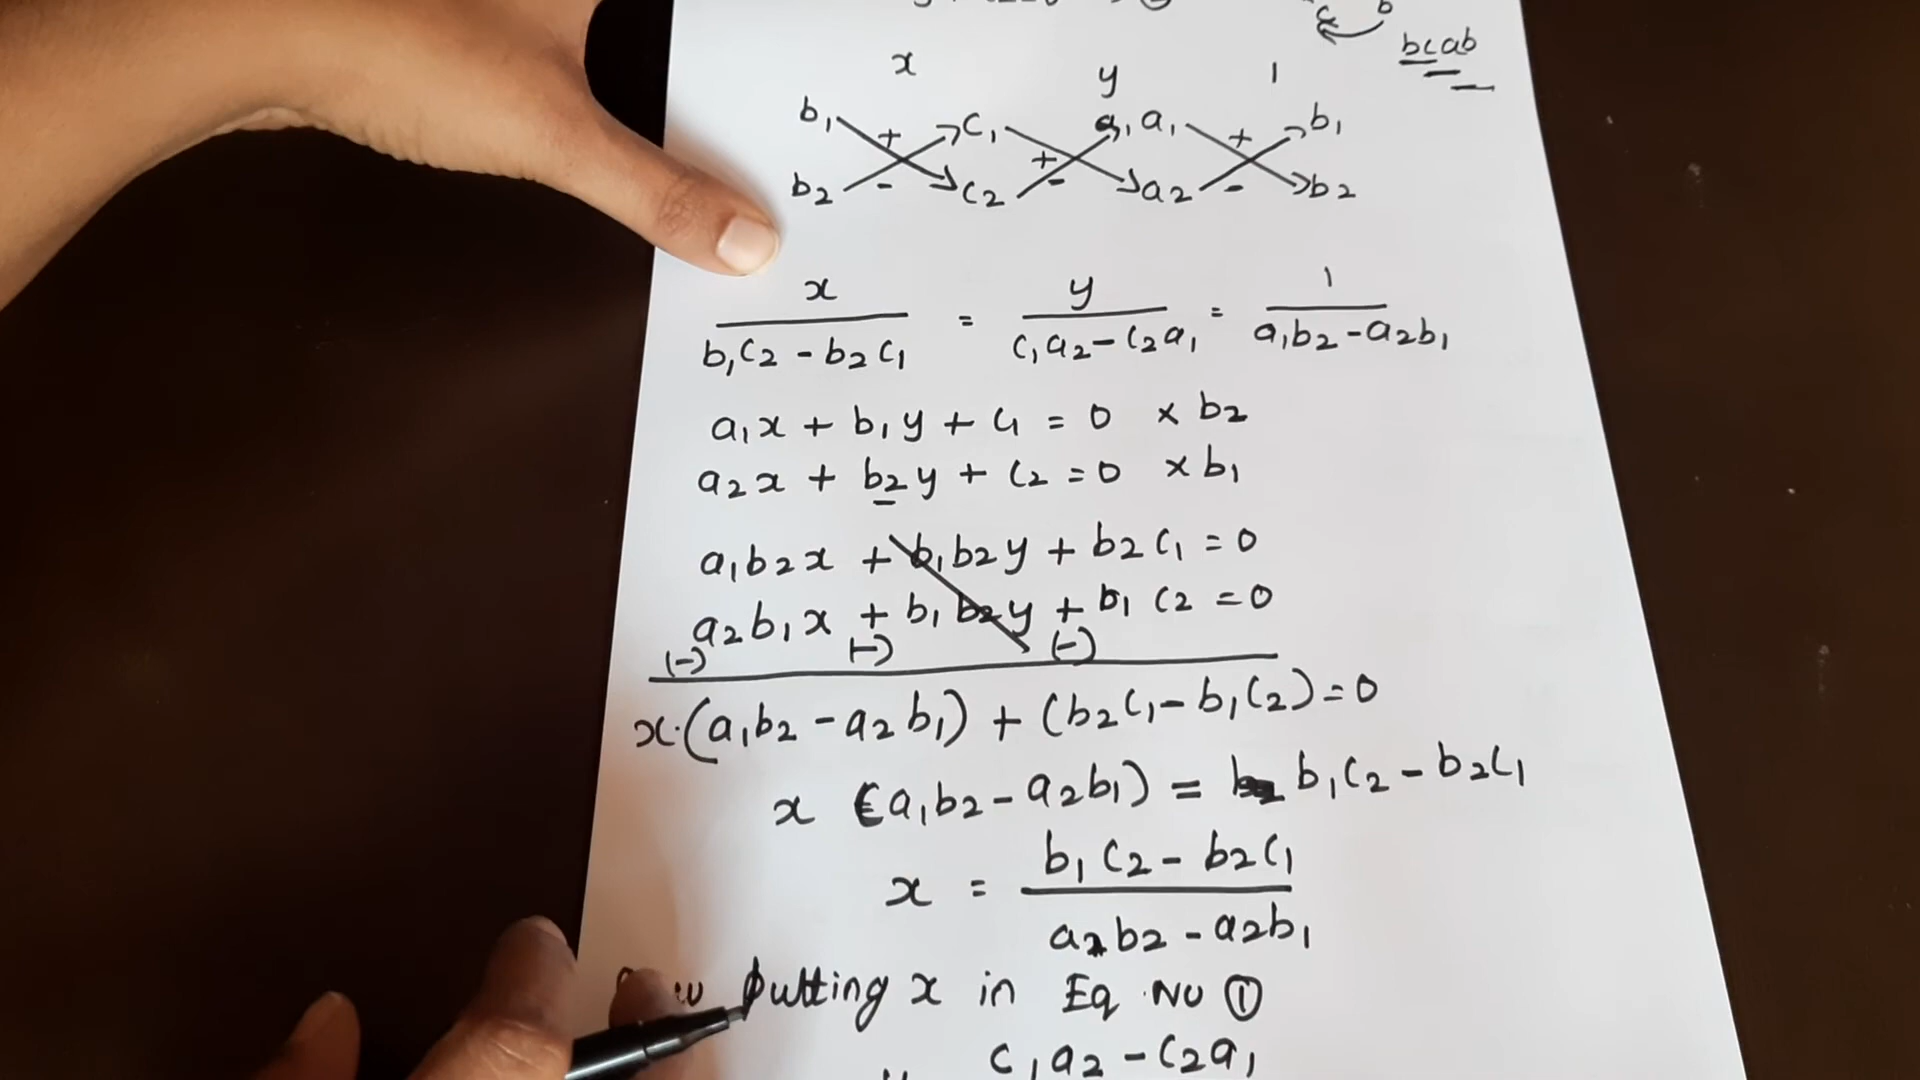 c b
bcab
x y 1
b₁ + c₁ + a₁ a₁ + b₁
b₂ - c₂ - a₂ - b₂
x/(b₁c₂ - b₂c₁) = y/(c₁a₂ - c₂a₁) = 1/(a₁b₂ - a₂b₁)
a₁x + b₁y + c₁ = 0 × b₂
a₂x + b₂y + c₂ = 0 × b₁
a₁b₂x + b₁b₂y + b₂c₁ = 0
a₂b₁x + b₁b₂y + b₁c₂ = 0
(-) (-) (-)
x·(a₁b₂ - a₂b₁) + (b₂c₁ - b₁c₂) = 0
x (a₁b₂ - a₂b₁) = b₁c₂ - b₂c₁
x = (b₁c₂ - b₂c₁)/(a₁b₂ - a₂b₁)
putting x in Eq No ①
c₁a₂ - c₂a₁